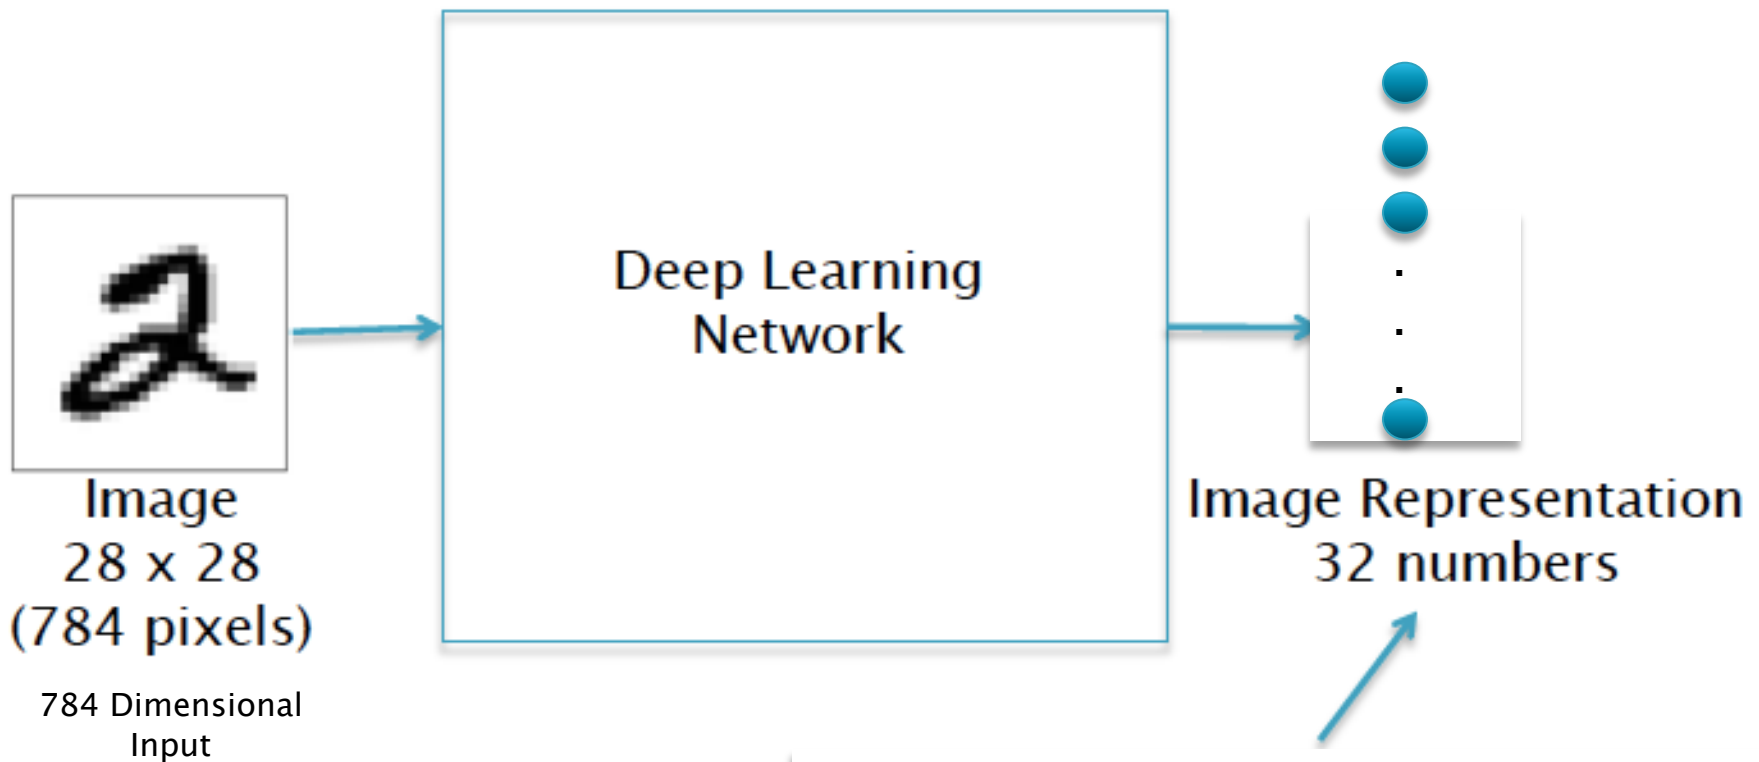 Deep Learning
Network
.
.
.
Image
28 x 28
(784 pixels)
784 Dimensional
Input
Image Representation
32 numbers